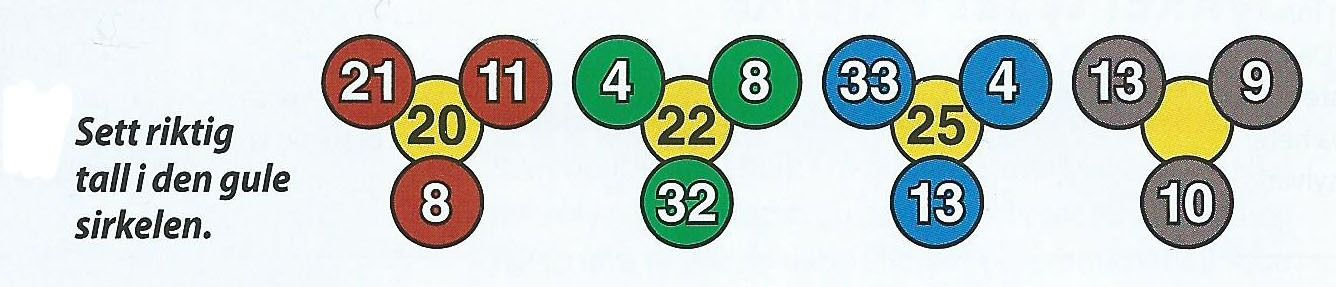 21 11 4 8 33 4 13 9
20 22 25
Sett riktig
tall i den gule
sirkelen.
8 32 13 10